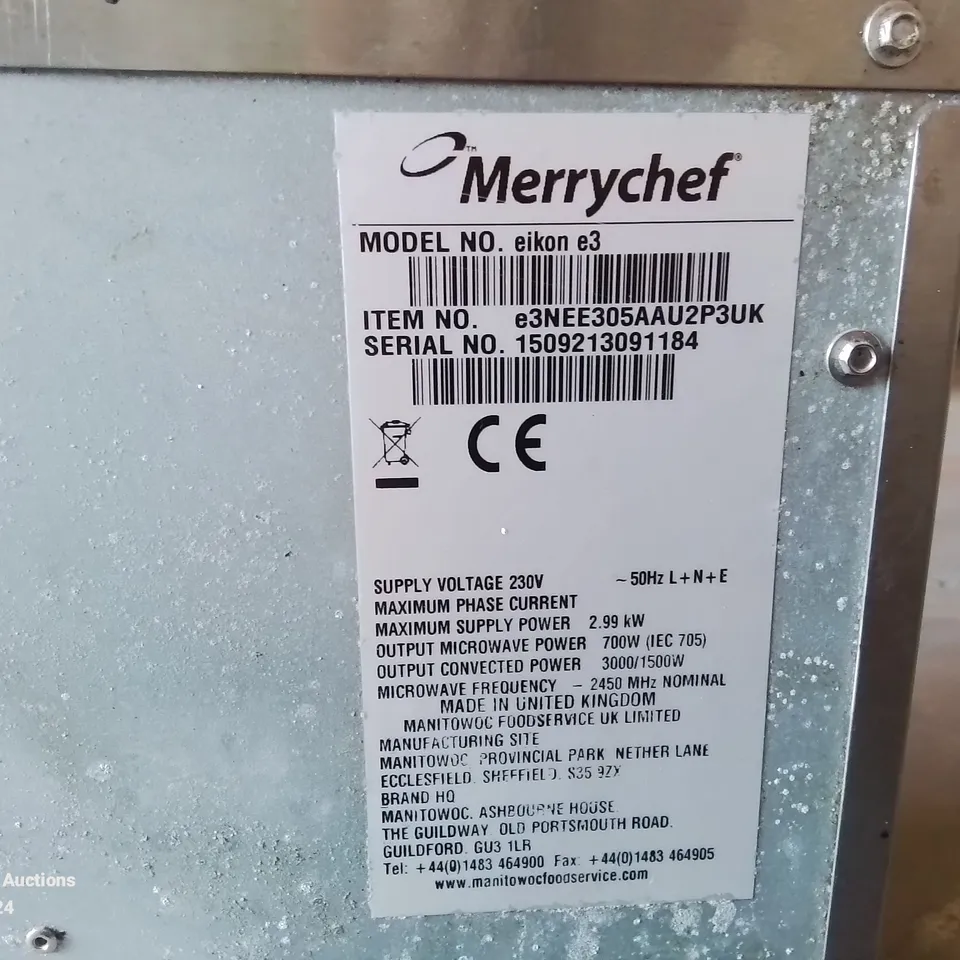 Merrychef®
™
MODEL NO. eikon e3
ITEM NO. e3NEE305AAU2P3UK
SERIAL NO. 1509213091184
CE
SUPPLY VOLTAGE 230V ~ 50Hz L+N+E
MAXIMUM PHASE CURRENT
MAXIMUM SUPPLY POWER 2.99 kW
OUTPUT MICROWAVE POWER 700W (IEC 705)
OUTPUT CONVECTED POWER 3000/1500W
MICROWAVE FREQUENCY – 2450 MHz NOMINAL
MADE IN UNITED KINGDOM
MANITOWOC FOODSERVICE UK LIMITED
MANUFACTURING SITE
MANITOWOC, PROVINCIAL PARK, NETHER LANE
ECCLESFIELD, SHEFFIELD, S35 9ZX
BRAND HQ
MANITOWOC, ASHBOURNE HOUSE,
THE GUILDWAY, OLD PORTSMOUTH ROAD,
GUILDFORD, GU3 1LR
Tel: +44(0)1483 464900 Fax: +44(0)1483 464905
www.manitowocfoodservice.com
Auctions
24